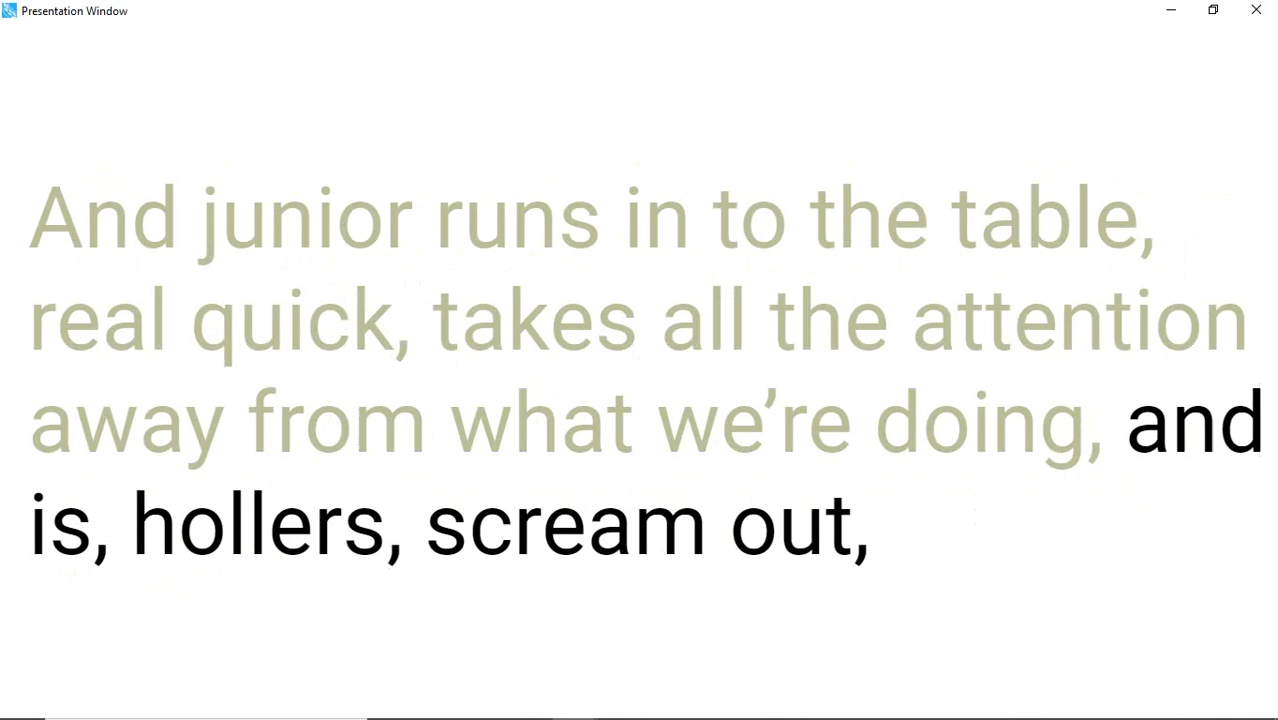 Presentation Window
And junior runs in to the table,
real quick, takes all the attention
away from what we’re doing, and
is, hollers, scream out,